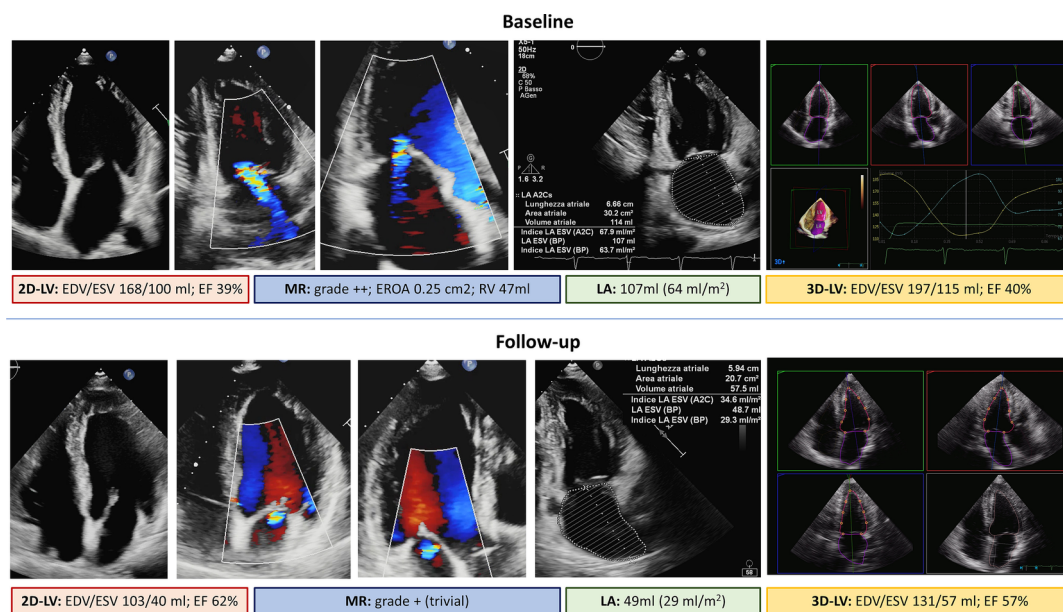 Baseline
X5-1
50Hz
18cm
0
2D
68%
C 50
P Basso
AGen
P R
1.6 3.2
LA A2Cs
Lunghezza atriale 6.66 cm
Area atriale 30.2 cm²
Volume atriale 114 ml
Indice LA ESV (A2C) 67.9 ml/m²
LA ESV (BP) 107 ml
Indice LA ESV (BP) 63.7 ml/m²
2D-LV: EDV/ESV 168/100 ml; EF 39%
MR: grade ++; EROA 0.25 cm2; RV 47ml
LA: 107ml (64 ml/m²)
3D-LV: EDV/ESV 197/115 ml; EF 40%
Follow-up
Lunghezza atriale 5.94 cm
Area atriale 20.7 cm²
Volume atriale 57.5 ml
Indice LA ESV (A2C) 34.6 ml/m²
LA ESV (BP) 48.7 ml
Indice LA ESV (BP) 29.3 ml/m²
2D-LV: EDV/ESV 103/40 ml; EF 62%
MR: grade + (trivial)
LA: 49ml (29 ml/m²)
3D-LV: EDV/ESV 131/57 ml; EF 57%